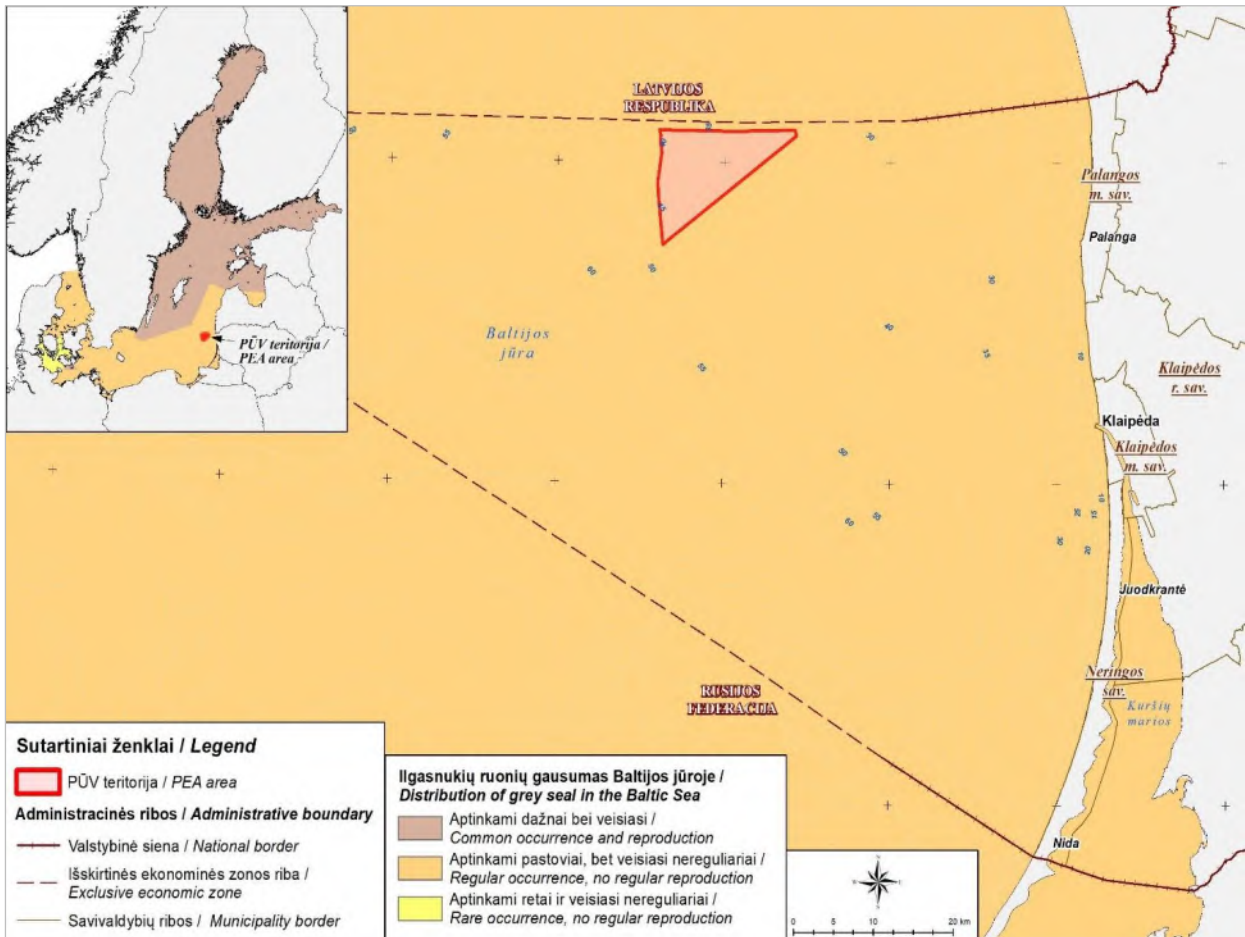 LATVIJOS
RESPUBLIKA
Palangos
m. sav.
Palanga
PŪV teritorija /
PEA area
Baltijos
jūra
Klaipėdos
r. sav.
Klaipėda
Klaipėdos
m. sav.
Juodkrantė
Neringos
sav.
Kuršių
marios
RUSIJOS
FEDERACIJA
Nida
Sutartiniai ženklai / Legend
PŪV teritorija / PEA area
Administracinės ribos / Administrative boundary
Valstybinė siena / National border
Išskirtinės ekonominės zonos riba /
Exclusive economic zone
Savivaldybių ribos / Municipality border
Ilgasnukių ruonių gausumas Baltijos jūroje /
Distribution of grey seal in the Baltic Sea
Aptinkami dažnai bei veisiasi /
Common occurrence and reproduction
Aptinkami pastoviai, bet veisiasi nereguliariai /
Regular occurrence, no regular reproduction
Aptinkami retai ir veisiasi nereguliariai /
Rare occurrence, no regular reproduction
0 5 10 20 km